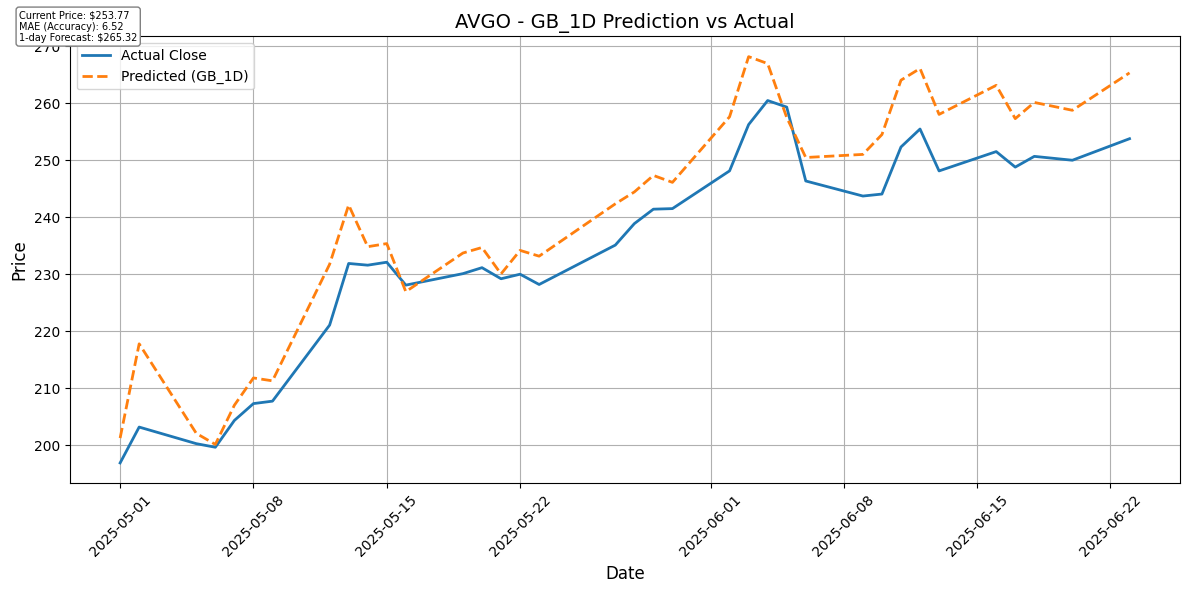 Current Price: $253.77
MAE (Accuracy): 6.52
1-day Forecast: $265.32
AVGO - GB_1D Prediction vs Actual
Actual Close
Predicted (GB_1D)
270
260
250
240
230
220
210
200
Price
2025-05-01
2025-05-08
2025-05-15
2025-05-22
2025-06-01
2025-06-08
2025-06-15
2025-06-22
Date